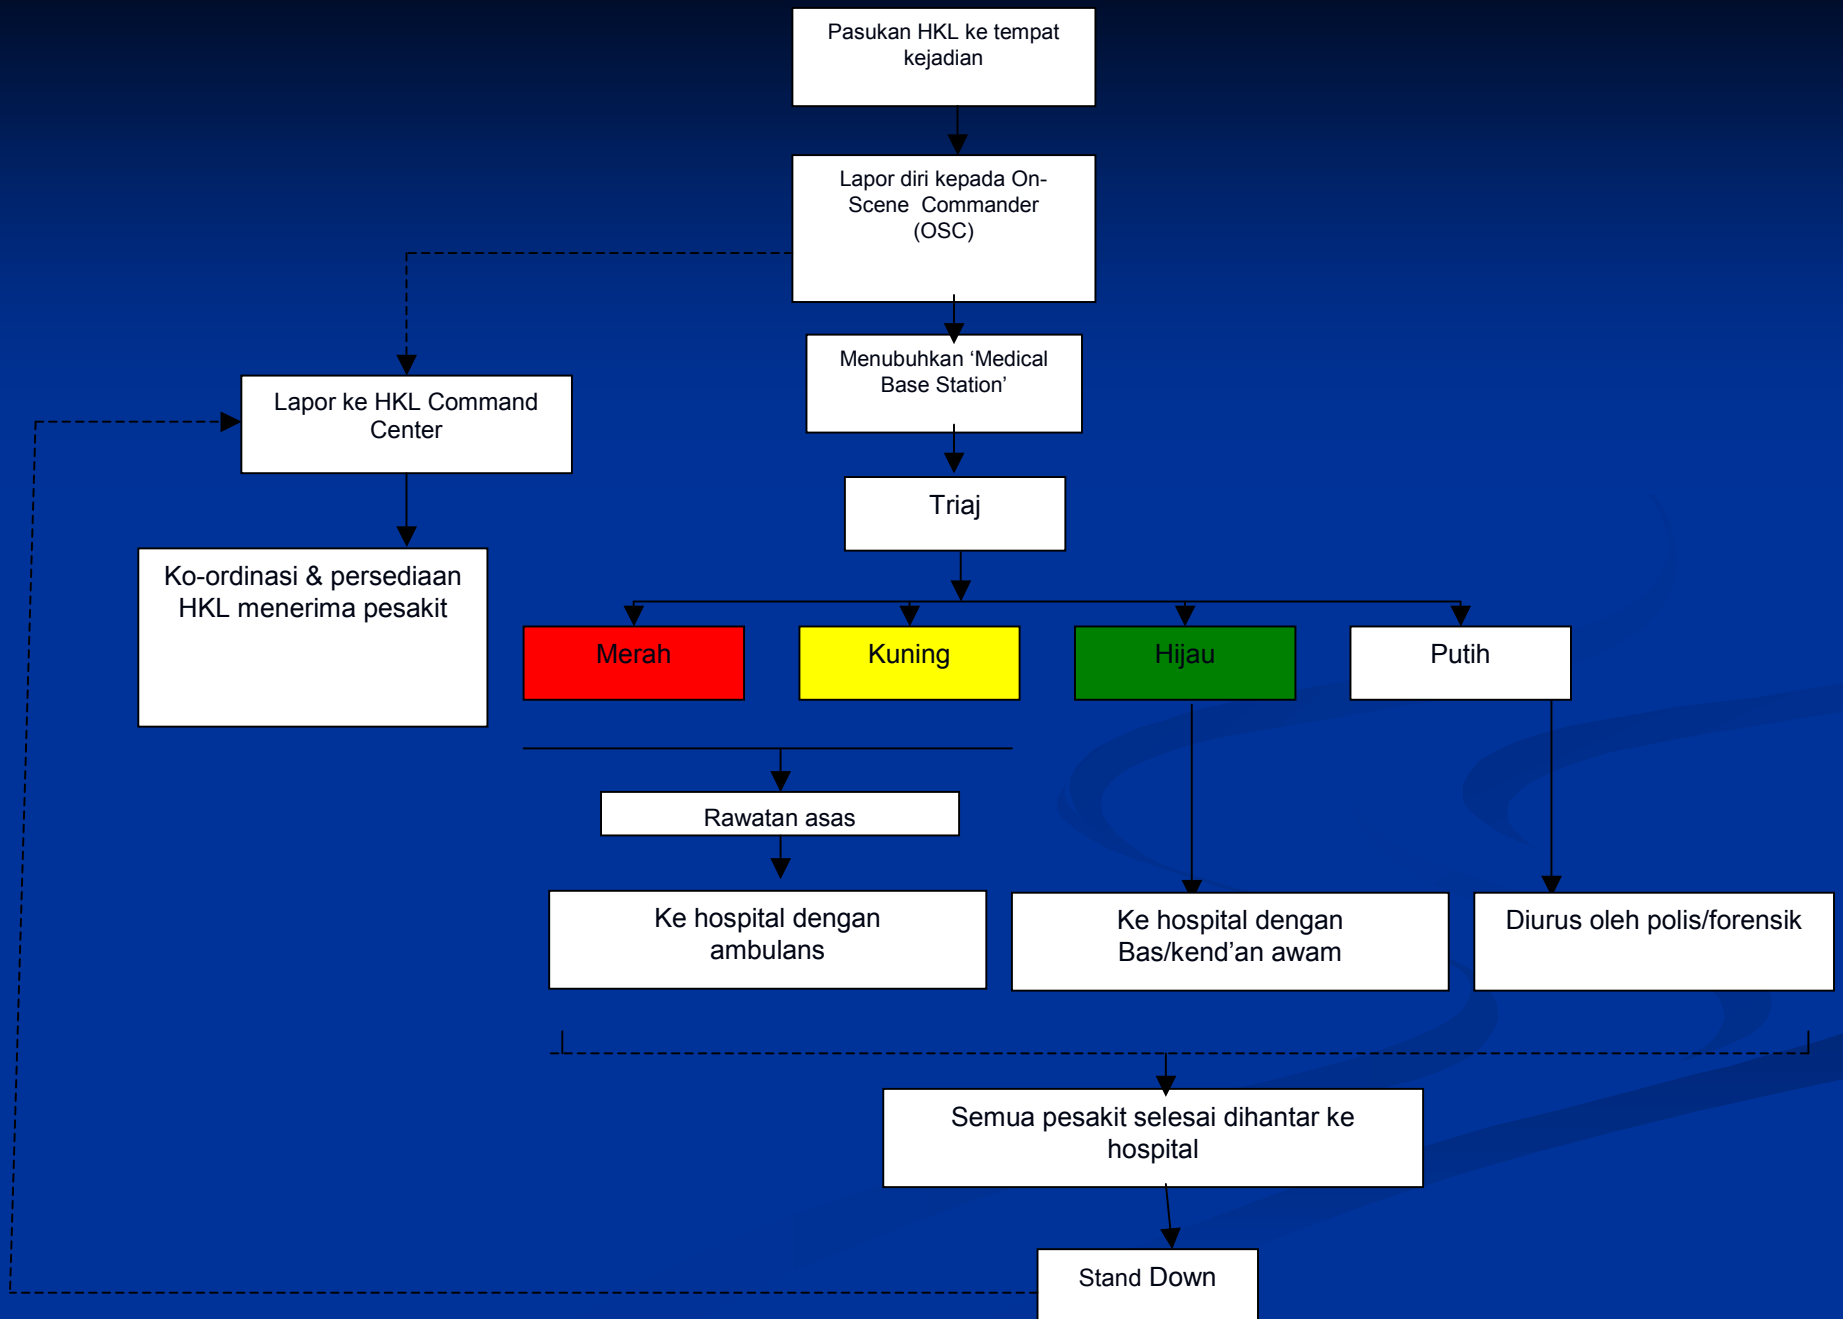 Pasukan HKL ke tempat
kejadian
Lapor diri kepada On-
Scene Commander
(OSC)
Menubuhkan ‘Medical
Base Station’
Lapor ke HKL Command
Center
Triaj
Ko-ordinasi & persediaan
HKL menerima pesakit
Merah
Kuning
Hijau
Putih
Rawatan asas
Ke hospital dengan
ambulans
Ke hospital dengan
Bas/kend’an awam
Diurus oleh polis/forensik
Semua pesakit selesai dihantar ke
hospital
Stand Down